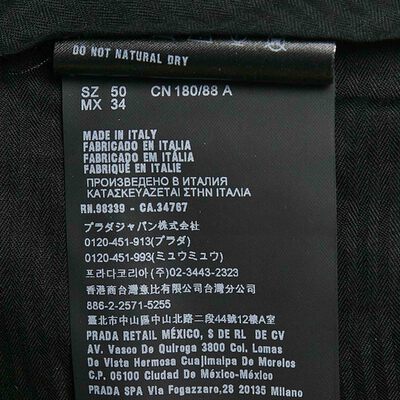 DO NOT NATURAL DRY
SZ 50 CN 180/88 A
MX 34
MADE IN ITALY
FABRICADO EN ITALIA
FABRICADO EM ITÁLIA
FABRIQUÉ EN ITALIE
ПРОИЗВЕДЕНО В ИТАЛИЯ
ΚΑΤΑΣΚΕΥΑΖΕΤΑΙ ΣΤΗΝ ΙΤΑΛΙΑ
RN.98339 - CA.34767
プラダジャパン株式会社
0120-451-913(プラダ)
0120-451-993(ミュウミュウ)
프라다코리아 (주) 02-3443-2323
香港商台灣普比有限公司台灣分公司
886-2-2571-5255
臺北市中山區中山北路二段44號12樓A室
PRADA RETAIL MÉXICO, S DE RL DE CV
AV. Vasco De Quiroga 3800 Col. Lomas
De Vista Hermosa Cuajimalpa De Morelos
C.P. 05100 Ciudad De México-México
PRADA SPA Via Fogazzaro,28 20135 Milano